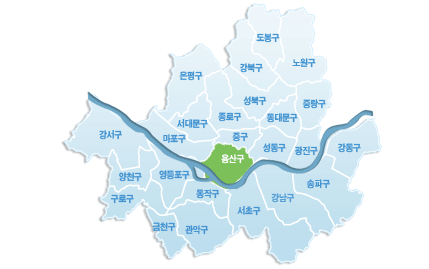 도봉구
노원구
강북구
은평구
성북구
중랑구
종로구
동대문구
서대문구
마포구
중구
강서구
성동구
광진구
강동구
용산구
양천구
영등포구
송파구
동작구
강남구
구로구
서초구
금천구
관악구